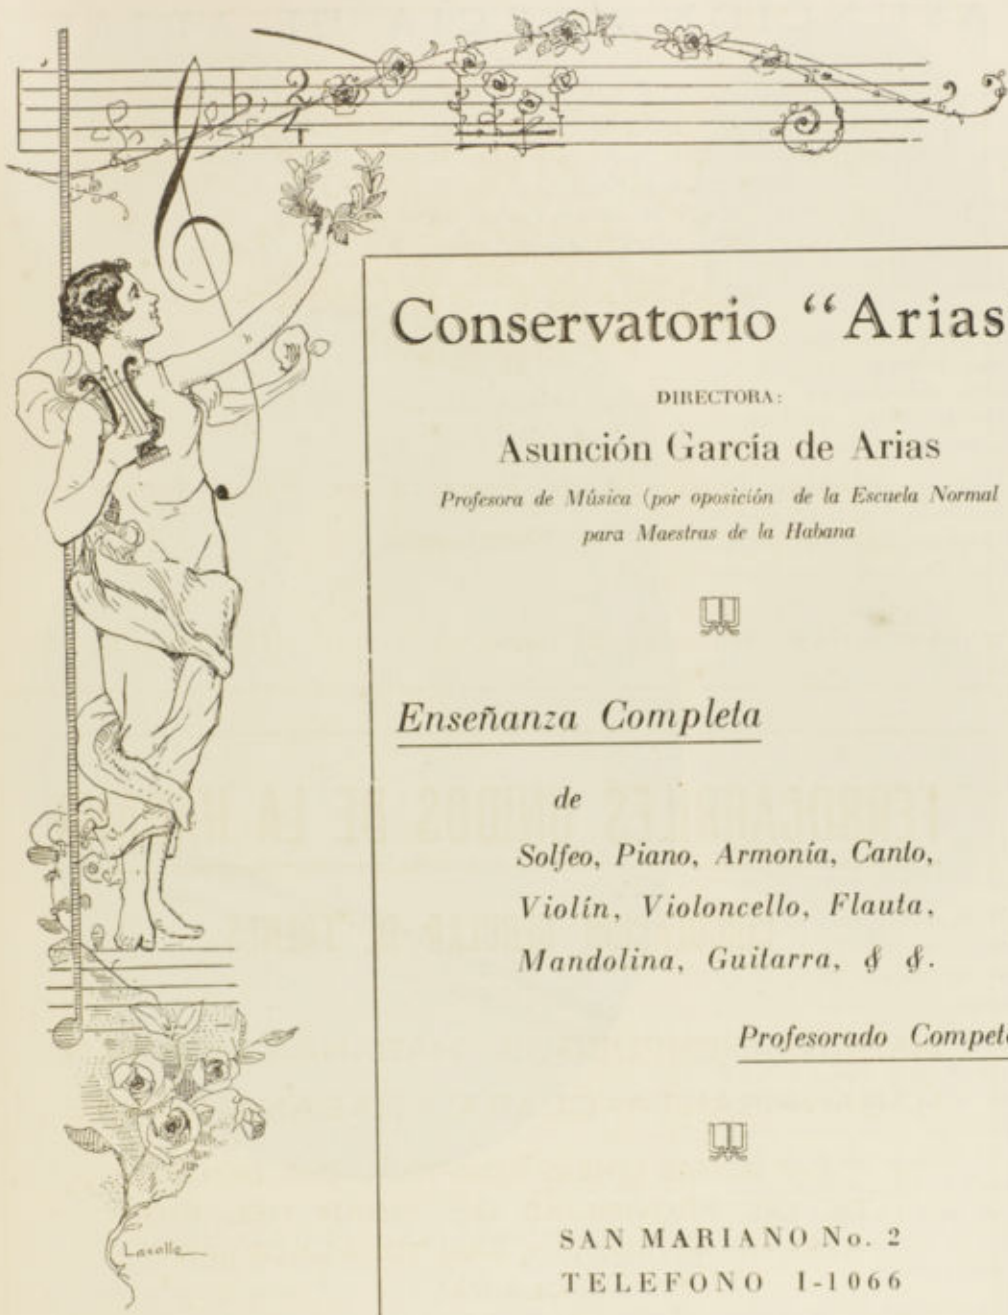 Conservatorio “Arias
DIRECTORA:
Asunción García de Arias
Profesora de Música (por oposición de la Escuela Normal
para Maestras de la Habana
Enseñanza Completa
de
Solfeo, Piano, Armonía, Canto,
Violín, Violoncello, Flauta,
Mandolina, Guitarra, & &.
Profesorado Compet
SAN MARIANO No. 2
TELEFONO I-1066
Lacalle